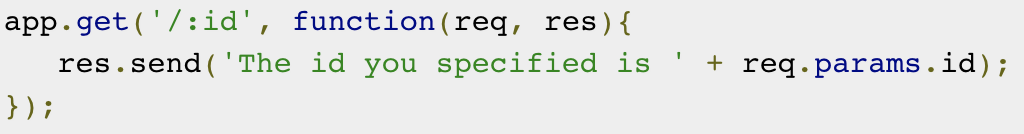 app.get('/:id', function(req, res){
   res.send('The id you specified is ' + req.params.id);
});